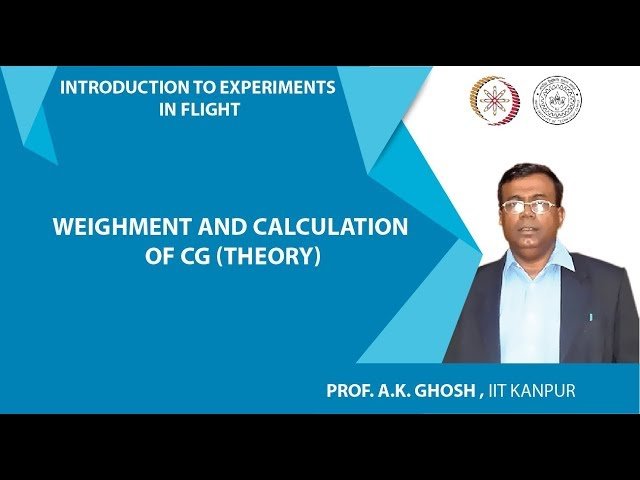 INTRODUCTION TO EXPERIMENTS
IN FLIGHT
WEIGHMENT AND CALCULATION
OF CG (THEORY)
PROF. A.K. GHOSH , IIT KANPUR